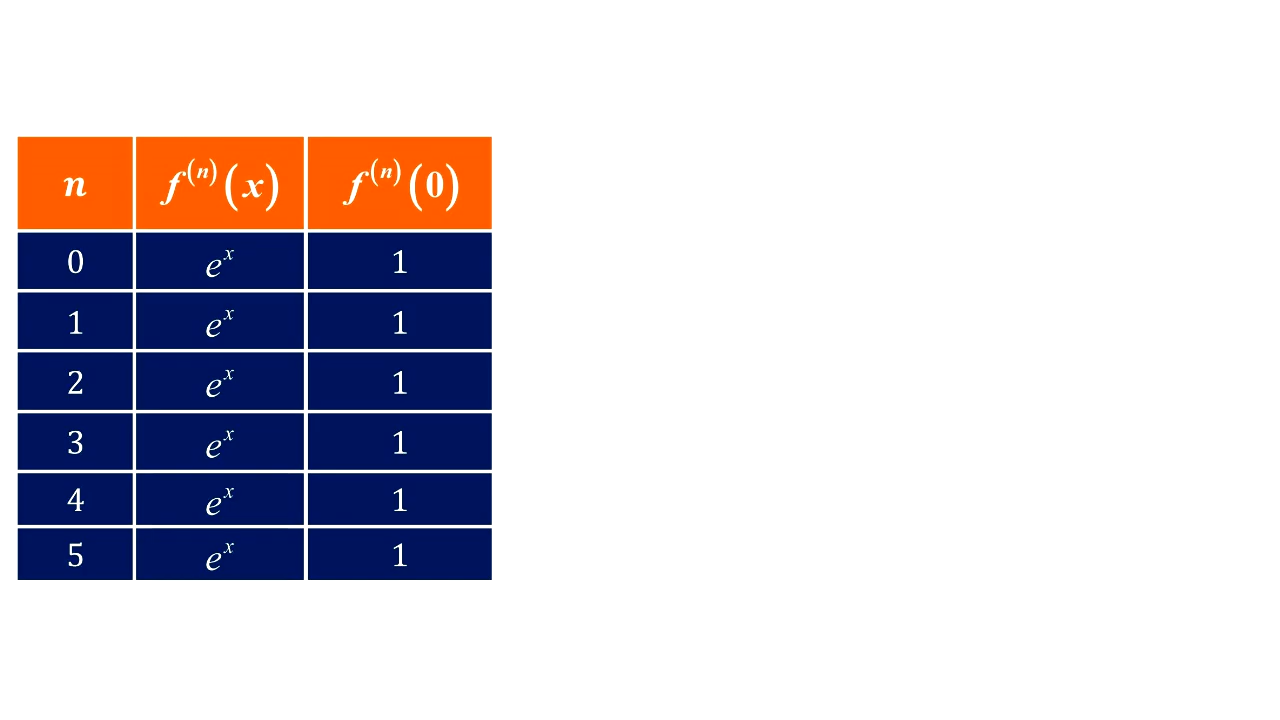 n f⁽ⁿ⁾(x) f⁽ⁿ⁾(0)
0 eˣ 1
1 eˣ 1
2 eˣ 1
3 eˣ 1
4 eˣ 1
5 eˣ 1